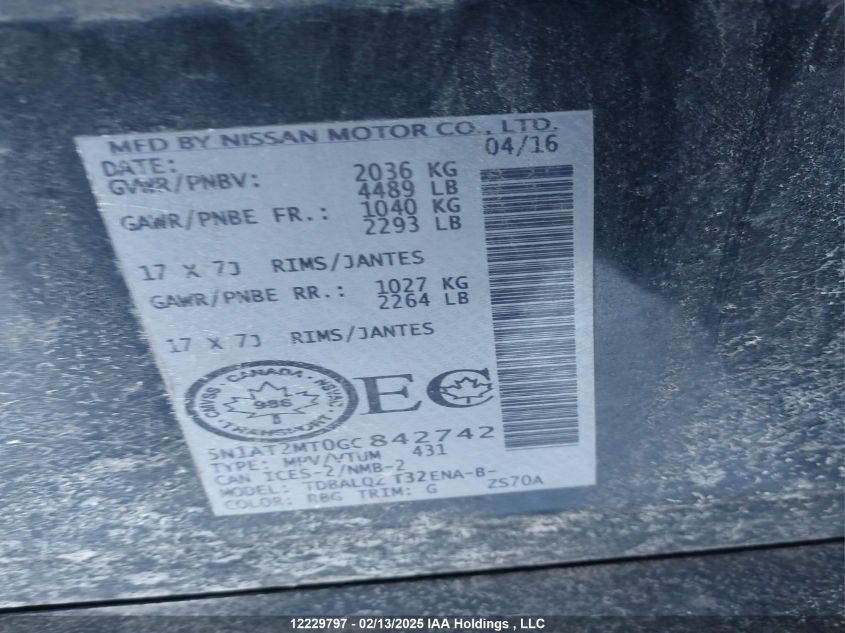 MFD BY NISSAN MOTOR CO., LTD.
DATE: 04/16
GVWR/PNBV: 2036 KG
4489 LB
GAWR/PNBE FR.: 1040 KG
2293 LB
17 X 7J RIMS/JANTES
GAWR/PNBE RR.: 1027 KG
2264 LB
17 X 7J RIMS/JANTES
CANADA
TRANSPORT
EC
5N1AT2MT0GC842742
TYPE: MPV/VTUM 431
CAN ICES-2/NMB-2
MODEL: TDBALQZ T32ENA-B-
COLOR: RBG TRIM: G ZS70A
12229797 - 02/13/2025 IAA Holdings , LLC